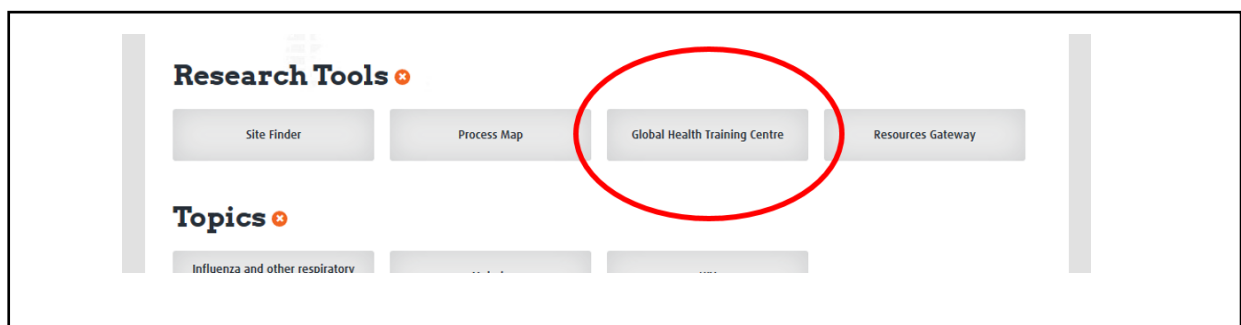 Research Tools
Site Finder
Process Map
Global Health Training Centre
Resources Gateway
Topics
Influenza and other respiratory